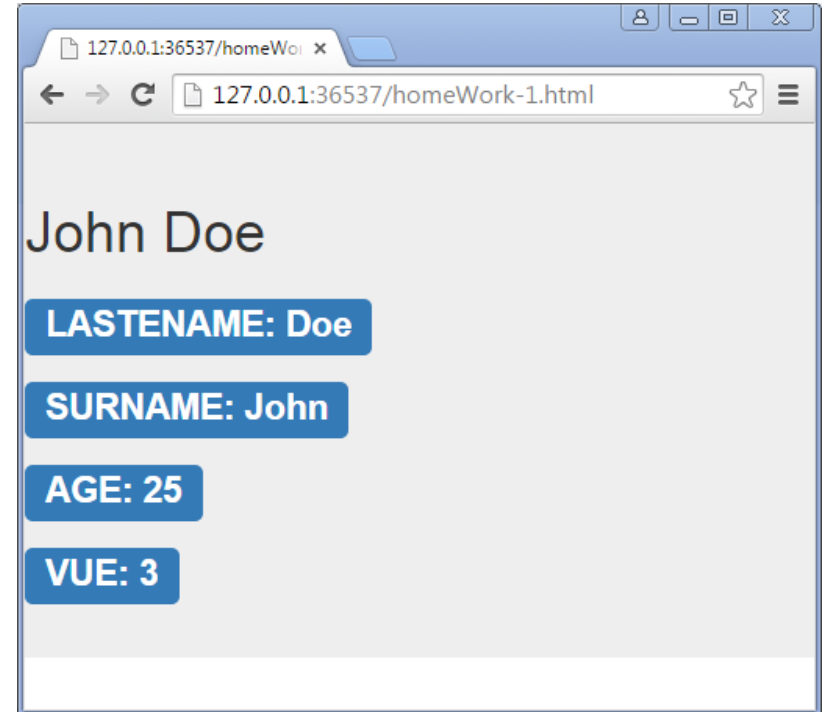 127.0.0.1:36537/homeWo
127.0.0.1:36537/homeWork-1.html
John Doe
LASTENAME: Doe
SURNAME: John
AGE: 25
VUE: 3